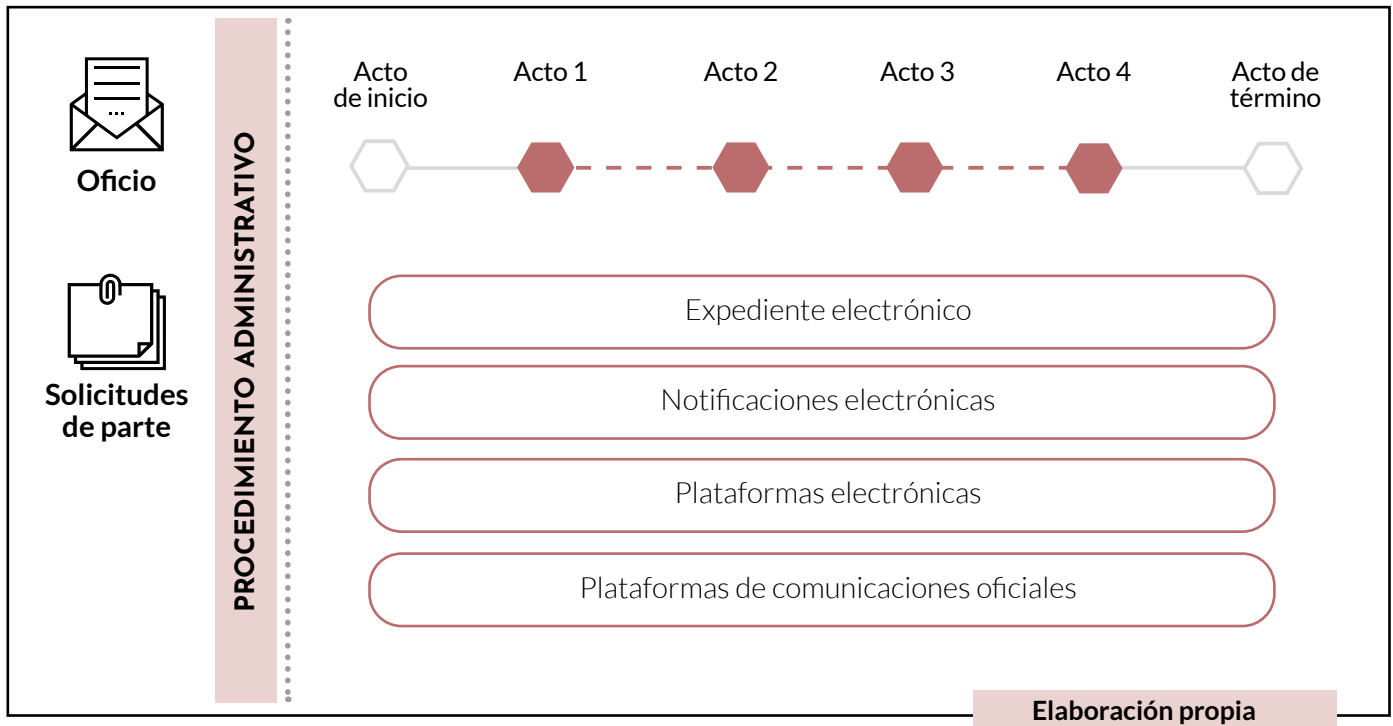 Oficio
Solicitudes
de parte
PROCEDIMIENTO ADMINISTRATIVO
Acto
de inicio
Acto 1
Acto 2
Acto 3
Acto 4
Acto de
término
Expediente electrónico
Notificaciones electrónicas
Plataformas electrónicas
Plataformas de comunicaciones oficiales
Elaboración propia